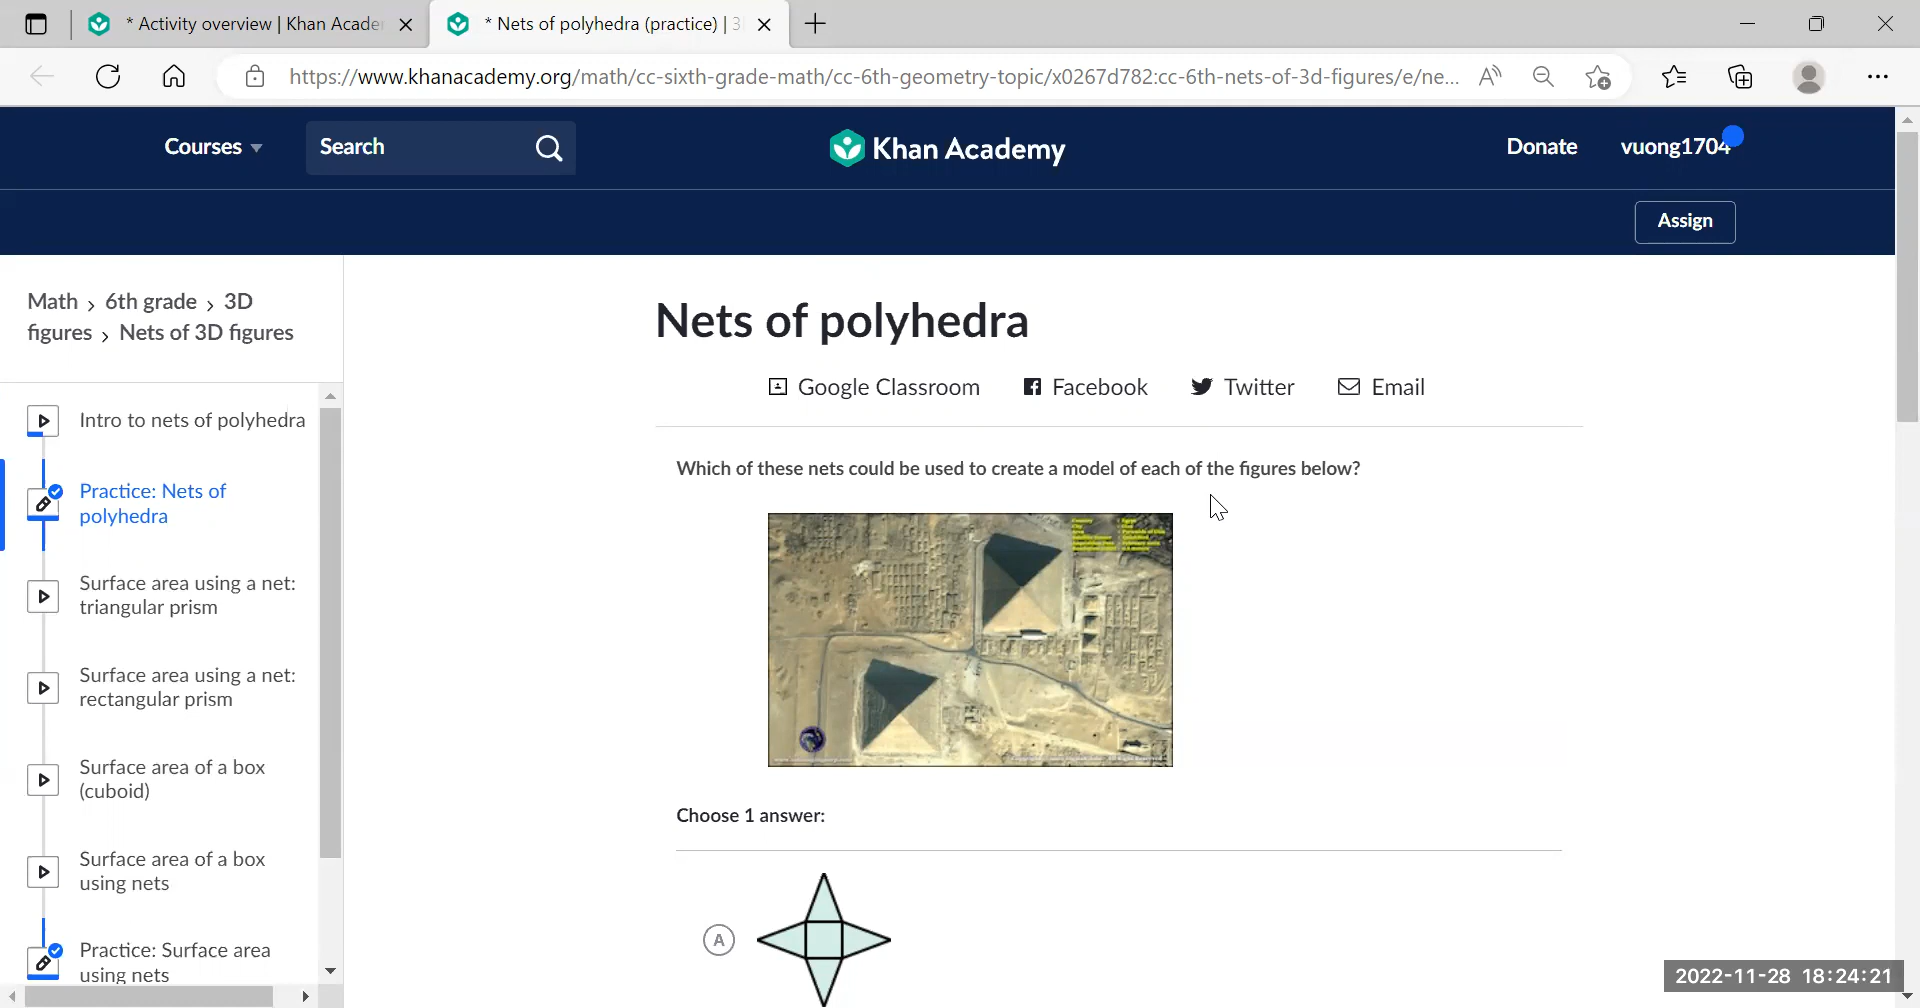 * Activity overview | Khan Acade
* Nets of polyhedra (practice) | 3
https://www.khanacademy.org/math/cc-sixth-grade-math/cc-6th-geometry-topic/x0267d782:cc-6th-nets-of-3d-figures/e/ne...
Courses
Search
Khan Academy
Donate
vuong1704
Assign
Math > 6th grade > 3D
figures > Nets of 3D figures
Intro to nets of polyhedra
Practice: Nets of
polyhedra
Surface area using a net:
triangular prism
Surface area using a net:
rectangular prism
Surface area of a box
(cuboid)
Surface area of a box
using nets
Practice: Surface area
using nets
Nets of polyhedra
Google Classroom
Facebook
Twitter
Email
Which of these nets could be used to create a model of each of the figures below?
Choose 1 answer:
A
2022-11-28 18:24:21